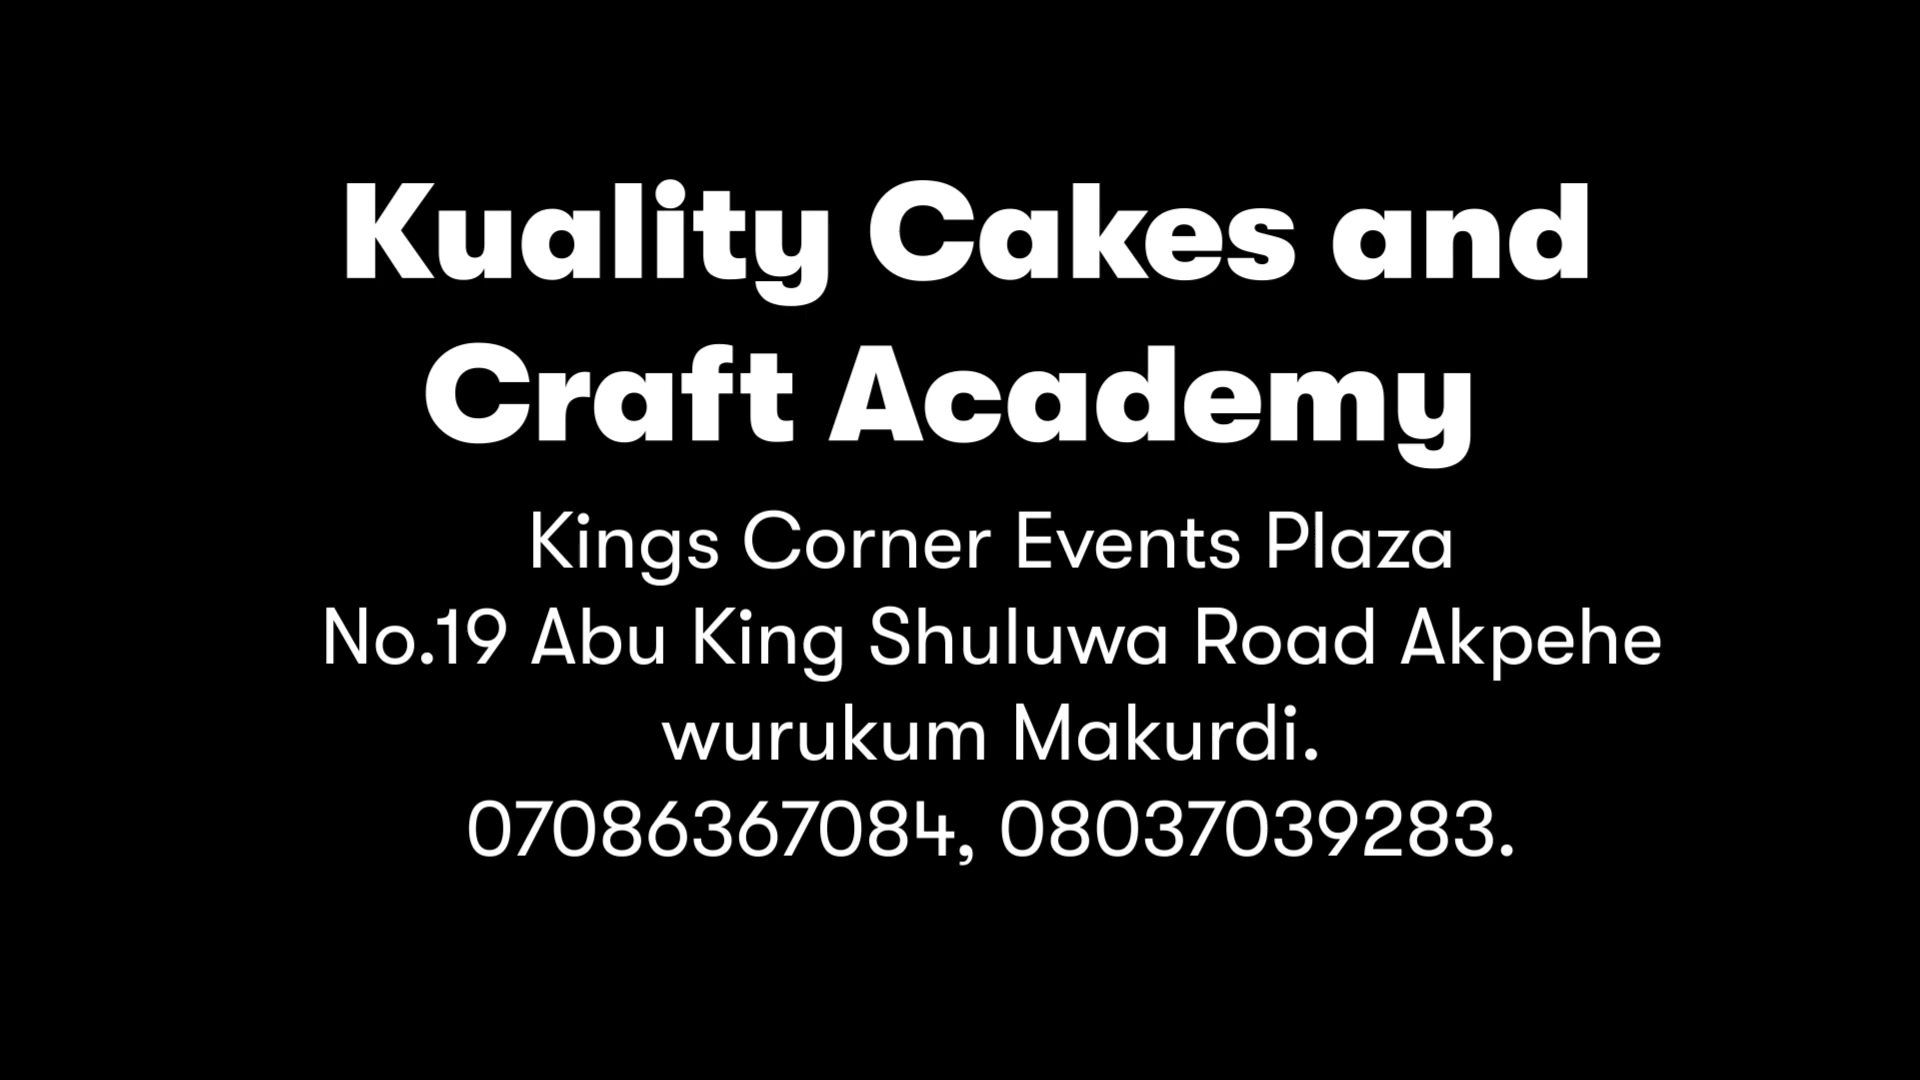 Kuality Cakes and
Craft Academy
Kings Corner Events Plaza
No.19 Abu King Shuluwa Road Akpehe
wurukum Makurdi.
07086367084, 08037039283.